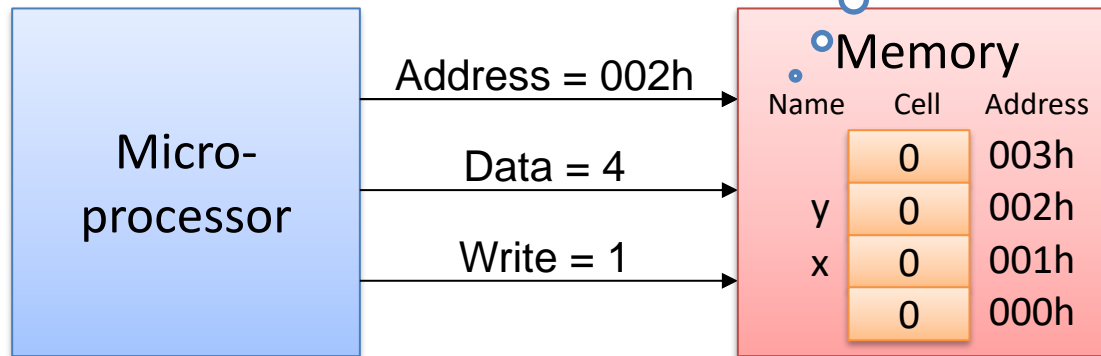 Micro-
processor
Address = 002h
Data = 4
Write = 1
Memory
Name Cell Address
0 003h
y 0 002h
x 0 001h
0 000h